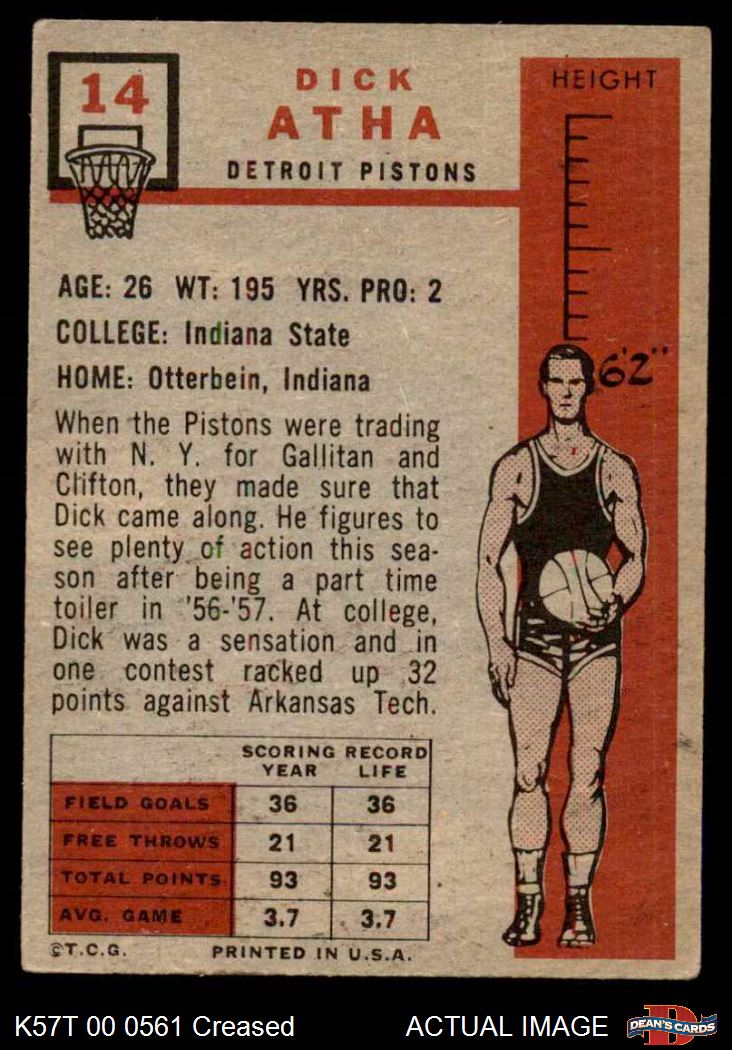 14
DICK
ATHA
DETROIT PISTONS
HEIGHT
6'2"
AGE: 26 WT: 195 YRS. PRO: 2
COLLEGE: Indiana State
HOME: Otterbein, Indiana
When the Pistons were trading
with N. Y. for Gallitan and
Clifton, they made sure that
Dick came along. He figures to
see plenty of action this sea-
son after being a part time
toiler in '56-'57. At college,
Dick was a sensation and in
one contest racked up 32
points against Arkansas Tech.
SCORING RECORD
YEAR LIFE
FIELD GOALS 36 36
FREE THROWS 21 21
TOTAL POINTS 93 93
AVG. GAME 3.7 3.7
©T.C.G. PRINTED IN U.S.A.
K57T 00 0561 Creased ACTUAL IMAGE D DEAN'S CARDS